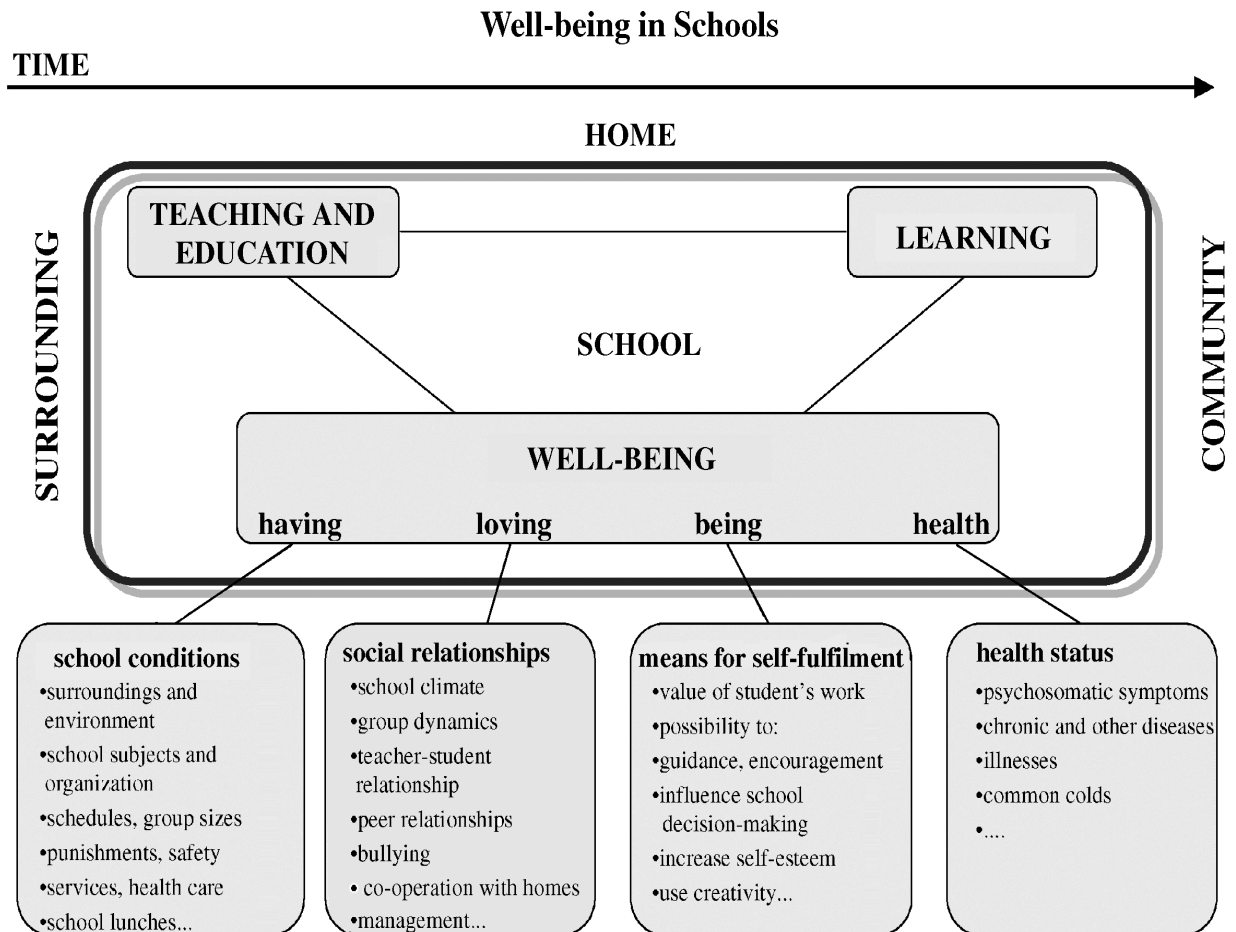 Well-being in Schools
TIME
HOME
SURROUNDING
COMMUNITY
TEACHING AND
EDUCATION
LEARNING
SCHOOL
WELL-BEING
having
loving
being
health
school conditions
•surroundings and
environment
•school subjects and
organization
•schedules, group sizes
•punishments, safety
•services, health care
•school lunches...
social relationships
•school climate
•group dynamics
•teacher-student
relationship
•peer relationships
•bullying
• co-operation with homes
•management...
means for self-fulfilment
•value of student’s work
•possibility to:
•guidance, encouragement
•influence school
decision-making
•increase self-esteem
•use creativity...
health status
•psychosomatic symptoms
•chronic and other diseases
•illnesses
•common colds
•....